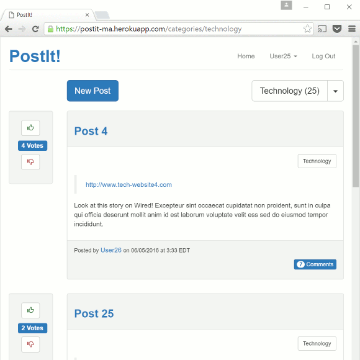 PostIt!
https://postit-ma.herokuapp.com/categories/technology
PostIt!
Home
User25
Log Out
New Post
Technology (25)
4 Votes
Post 4
Technology
http://www.tech-website4.com
Look at this story on Wired! Excepteur sint occaecat cupidatat non proident, sunt in culpa
qui officia deserunt mollit anim id est laborum voluptate velit ess sed do eiusmod tempor
incididunt.
Posted by User26 on 06/05/2016 at 3:33 EDT
7 Comments
2 Votes
Post 25
Technology